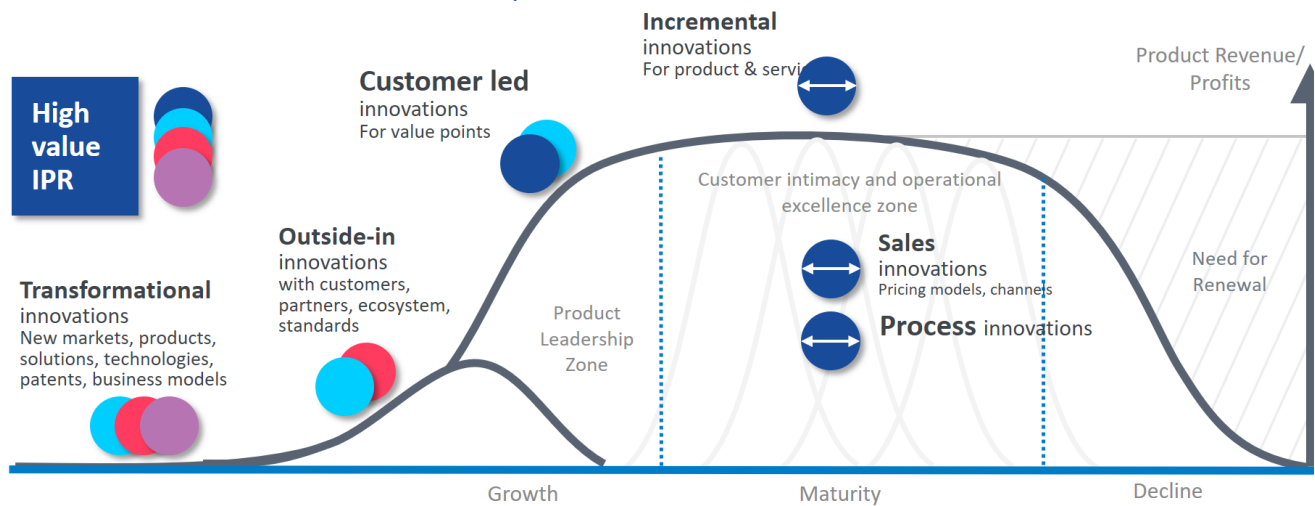 High
value
IPR
Transformational
innovations
New markets, products,
solutions, technologies,
patents, business models
Outside-in
innovations
with customers,
partners, ecosystem,
standards
Customer led
innovations
For value points
Incremental
innovations
For product & servi
Product Revenue/
Profits
Customer intimacy and operational
excellence zone
Sales
innovations
Pricing models, channels
Process innovations
Product
Leadership
Zone
Need for
Renewal
Growth
Maturity
Decline